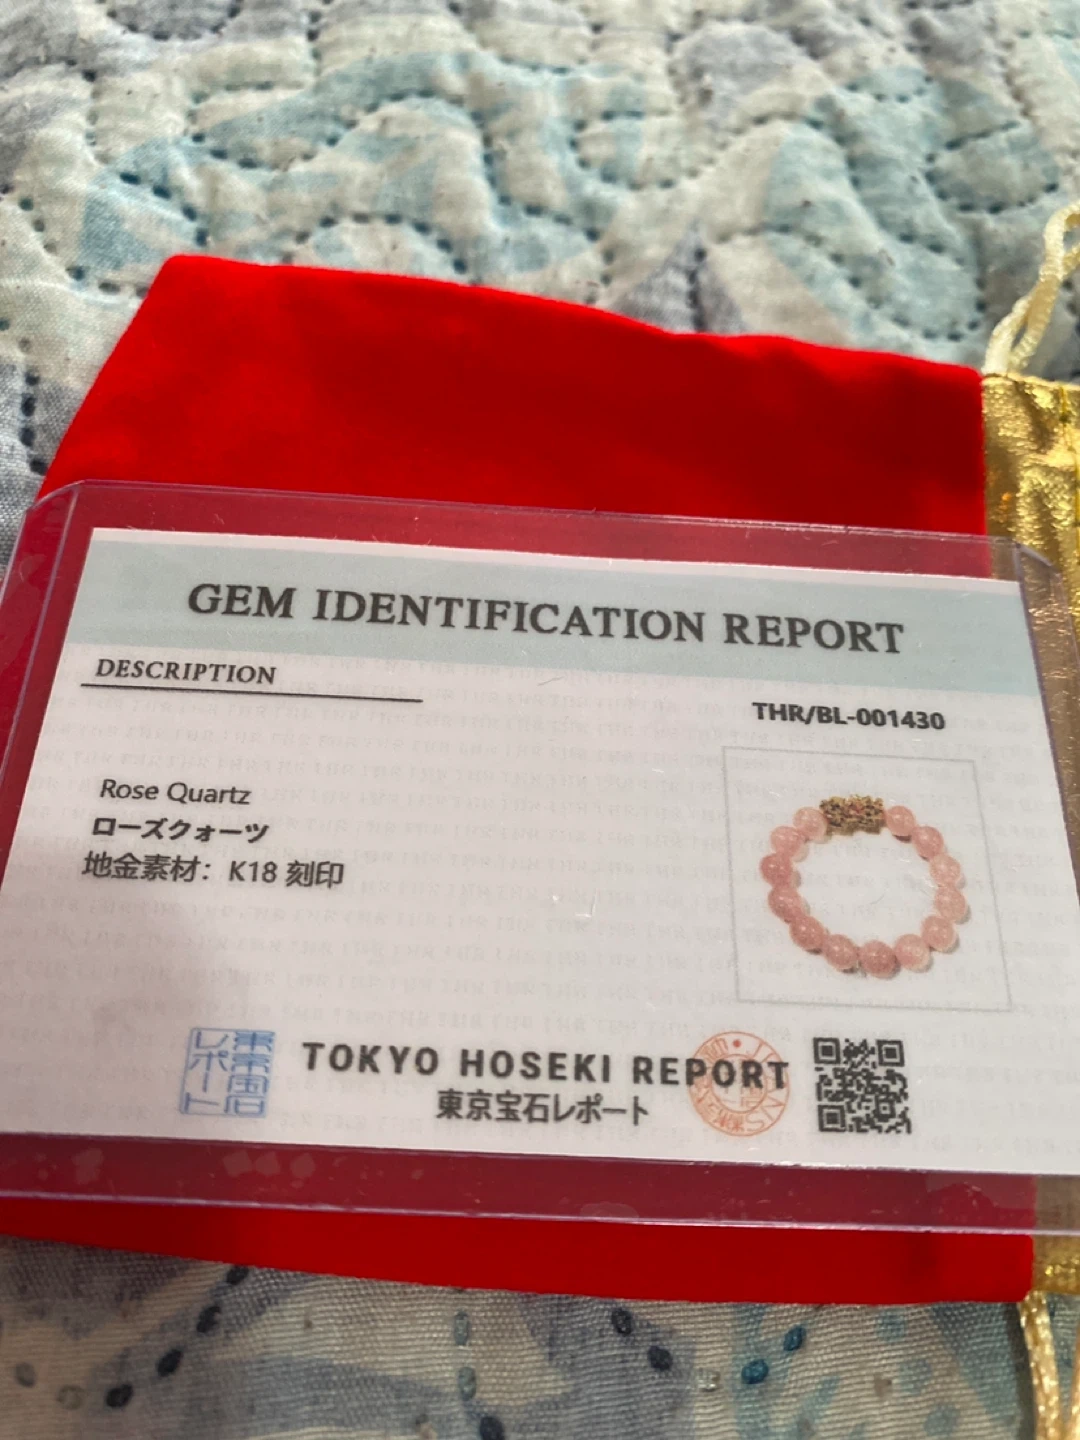 GEM IDENTIFICATION REPORT
DESCRIPTION
THR/BL-001430
Rose Quartz
ローズクォーツ
地金素材：K18 刻印
東京宝石
レポート
TOKYO HOSEKI REPORT
東京宝石レポート